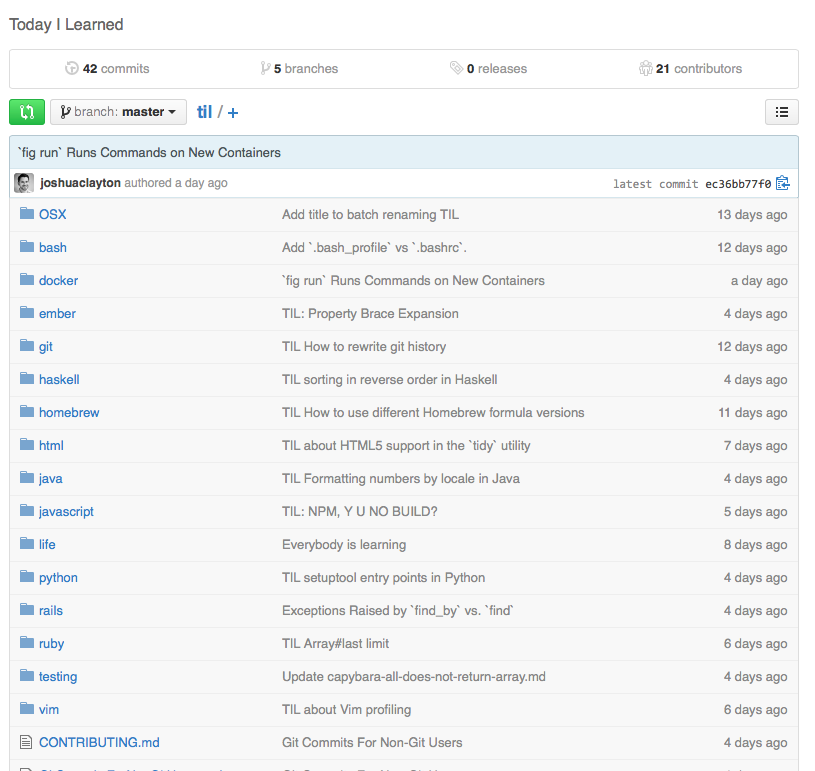 Today I Learned
42 commits 5 branches 0 releases 21 contributors
branch: master til / +
`fig run` Runs Commands on New Containers
joshuaclayton authored a day ago latest commit ec36bb77f0
OSX Add title to batch renaming TIL 13 days ago
bash Add `.bash_profile` vs `.bashrc`. 12 days ago
docker `fig run` Runs Commands on New Containers a day ago
ember TIL: Property Brace Expansion 4 days ago
git TIL How to rewrite git history 12 days ago
haskell TIL sorting in reverse order in Haskell 4 days ago
homebrew TIL How to use different Homebrew formula versions 11 days ago
html TIL about HTML5 support in the `tidy` utility 7 days ago
java TIL Formatting numbers by locale in Java 4 days ago
javascript TIL: NPM, Y U NO BUILD? 5 days ago
life Everybody is learning 8 days ago
python TIL setuptool entry points in Python 4 days ago
rails Exceptions Raised by `find_by` vs. `find` 4 days ago
ruby TIL Array#last limit 6 days ago
testing Update capybara-all-does-not-return-array.md 4 days ago
vim TIL about Vim profiling 6 days ago
CONTRIBUTING.md Git Commits For Non-Git Users 4 days ago